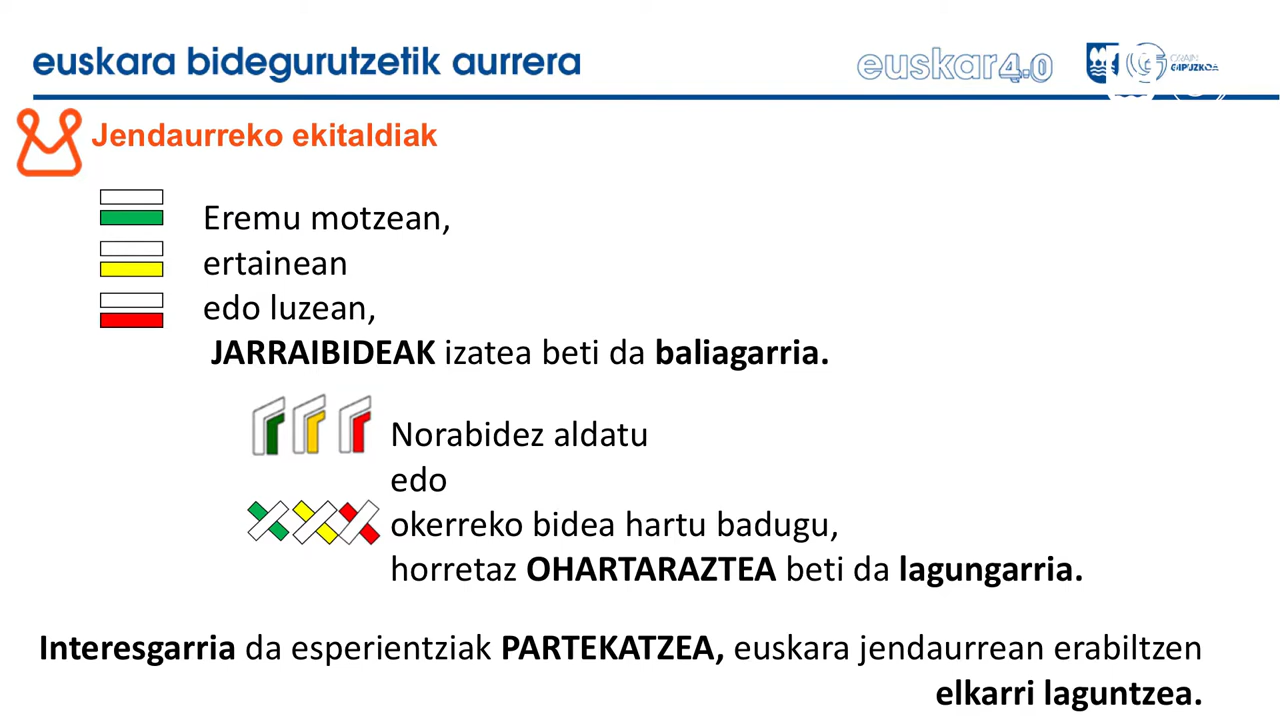 euskara bidegurutzetik aurrera
euskar4.0
GIPUZKOA
Jendaurreko ekitaldiak
Eremu motzean,
ertainean
edo luzean,
JARRAIBIDEAK izatea beti da baliagarria.
Norabidez aldatu
edo
okerreko bidea hartu badugu,
horretaz OHARTARAZTEA beti da lagungarria.
Interesgarria da esperientziak PARTEKATZEA, euskara jendaurrean erabiltzen
elkarri laguntzea.